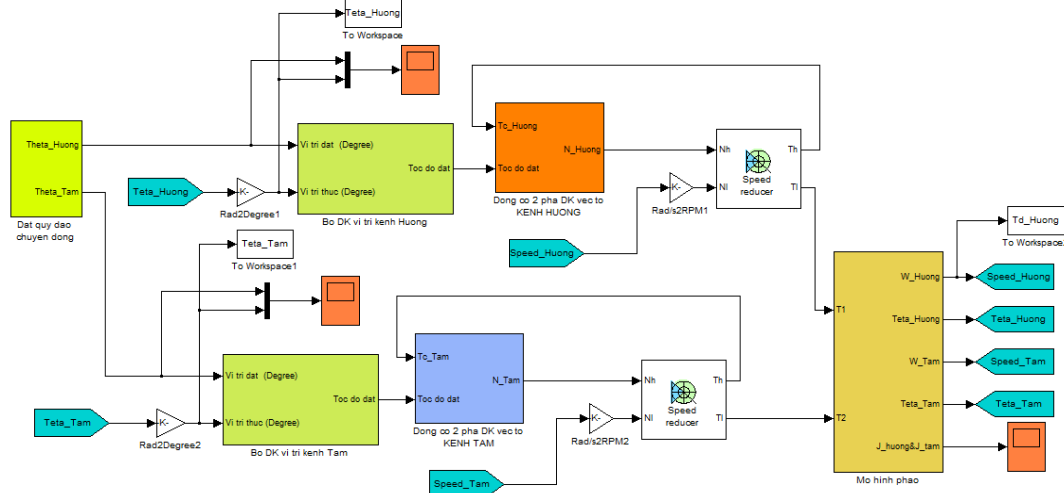 Teta_Huong
To Workspace
Theta_Huong
Theta_Tam
Dat quy dao
chuyen dong
Teta_Huong
K-
Rad2Degree1
Vi tri dat (Degree)
Vi tri thuc (Degree)
Toc do dat
Bo DK vi tri kenh Huong
Tc_Huong
N_Huong
Toc do dat
Dong co 2 pha DK vec to
KENH HUONG
K-
Rad/s2RPM1
Speed_Huong
Nh
Nl
Th
Tl
Speed
reducer
Teta_Tam
To Workspace1
Teta_Tam
K-
Rad2Degree2
Vi tri dat (Degree)
Vi tri thuc (Degree)
Toc do dat
Bo DK vi tri kenh Tam
Tc_Tam
N_Tam
Toc do dat
Dong co 2 pha DK vec to
KENH TAM
K-
Rad/s2RPM2
Speed_Tam
Nh
Nl
Th
Tl
Speed
reducer
T1
T2
W_Huong
Teta_Huong
W_Tam
Teta_Tam
J_huong&J_tam
Mo hinh phao
Td_Huong
Speed_Huong
Teta_Huong
Speed_Tam
Teta_Tam